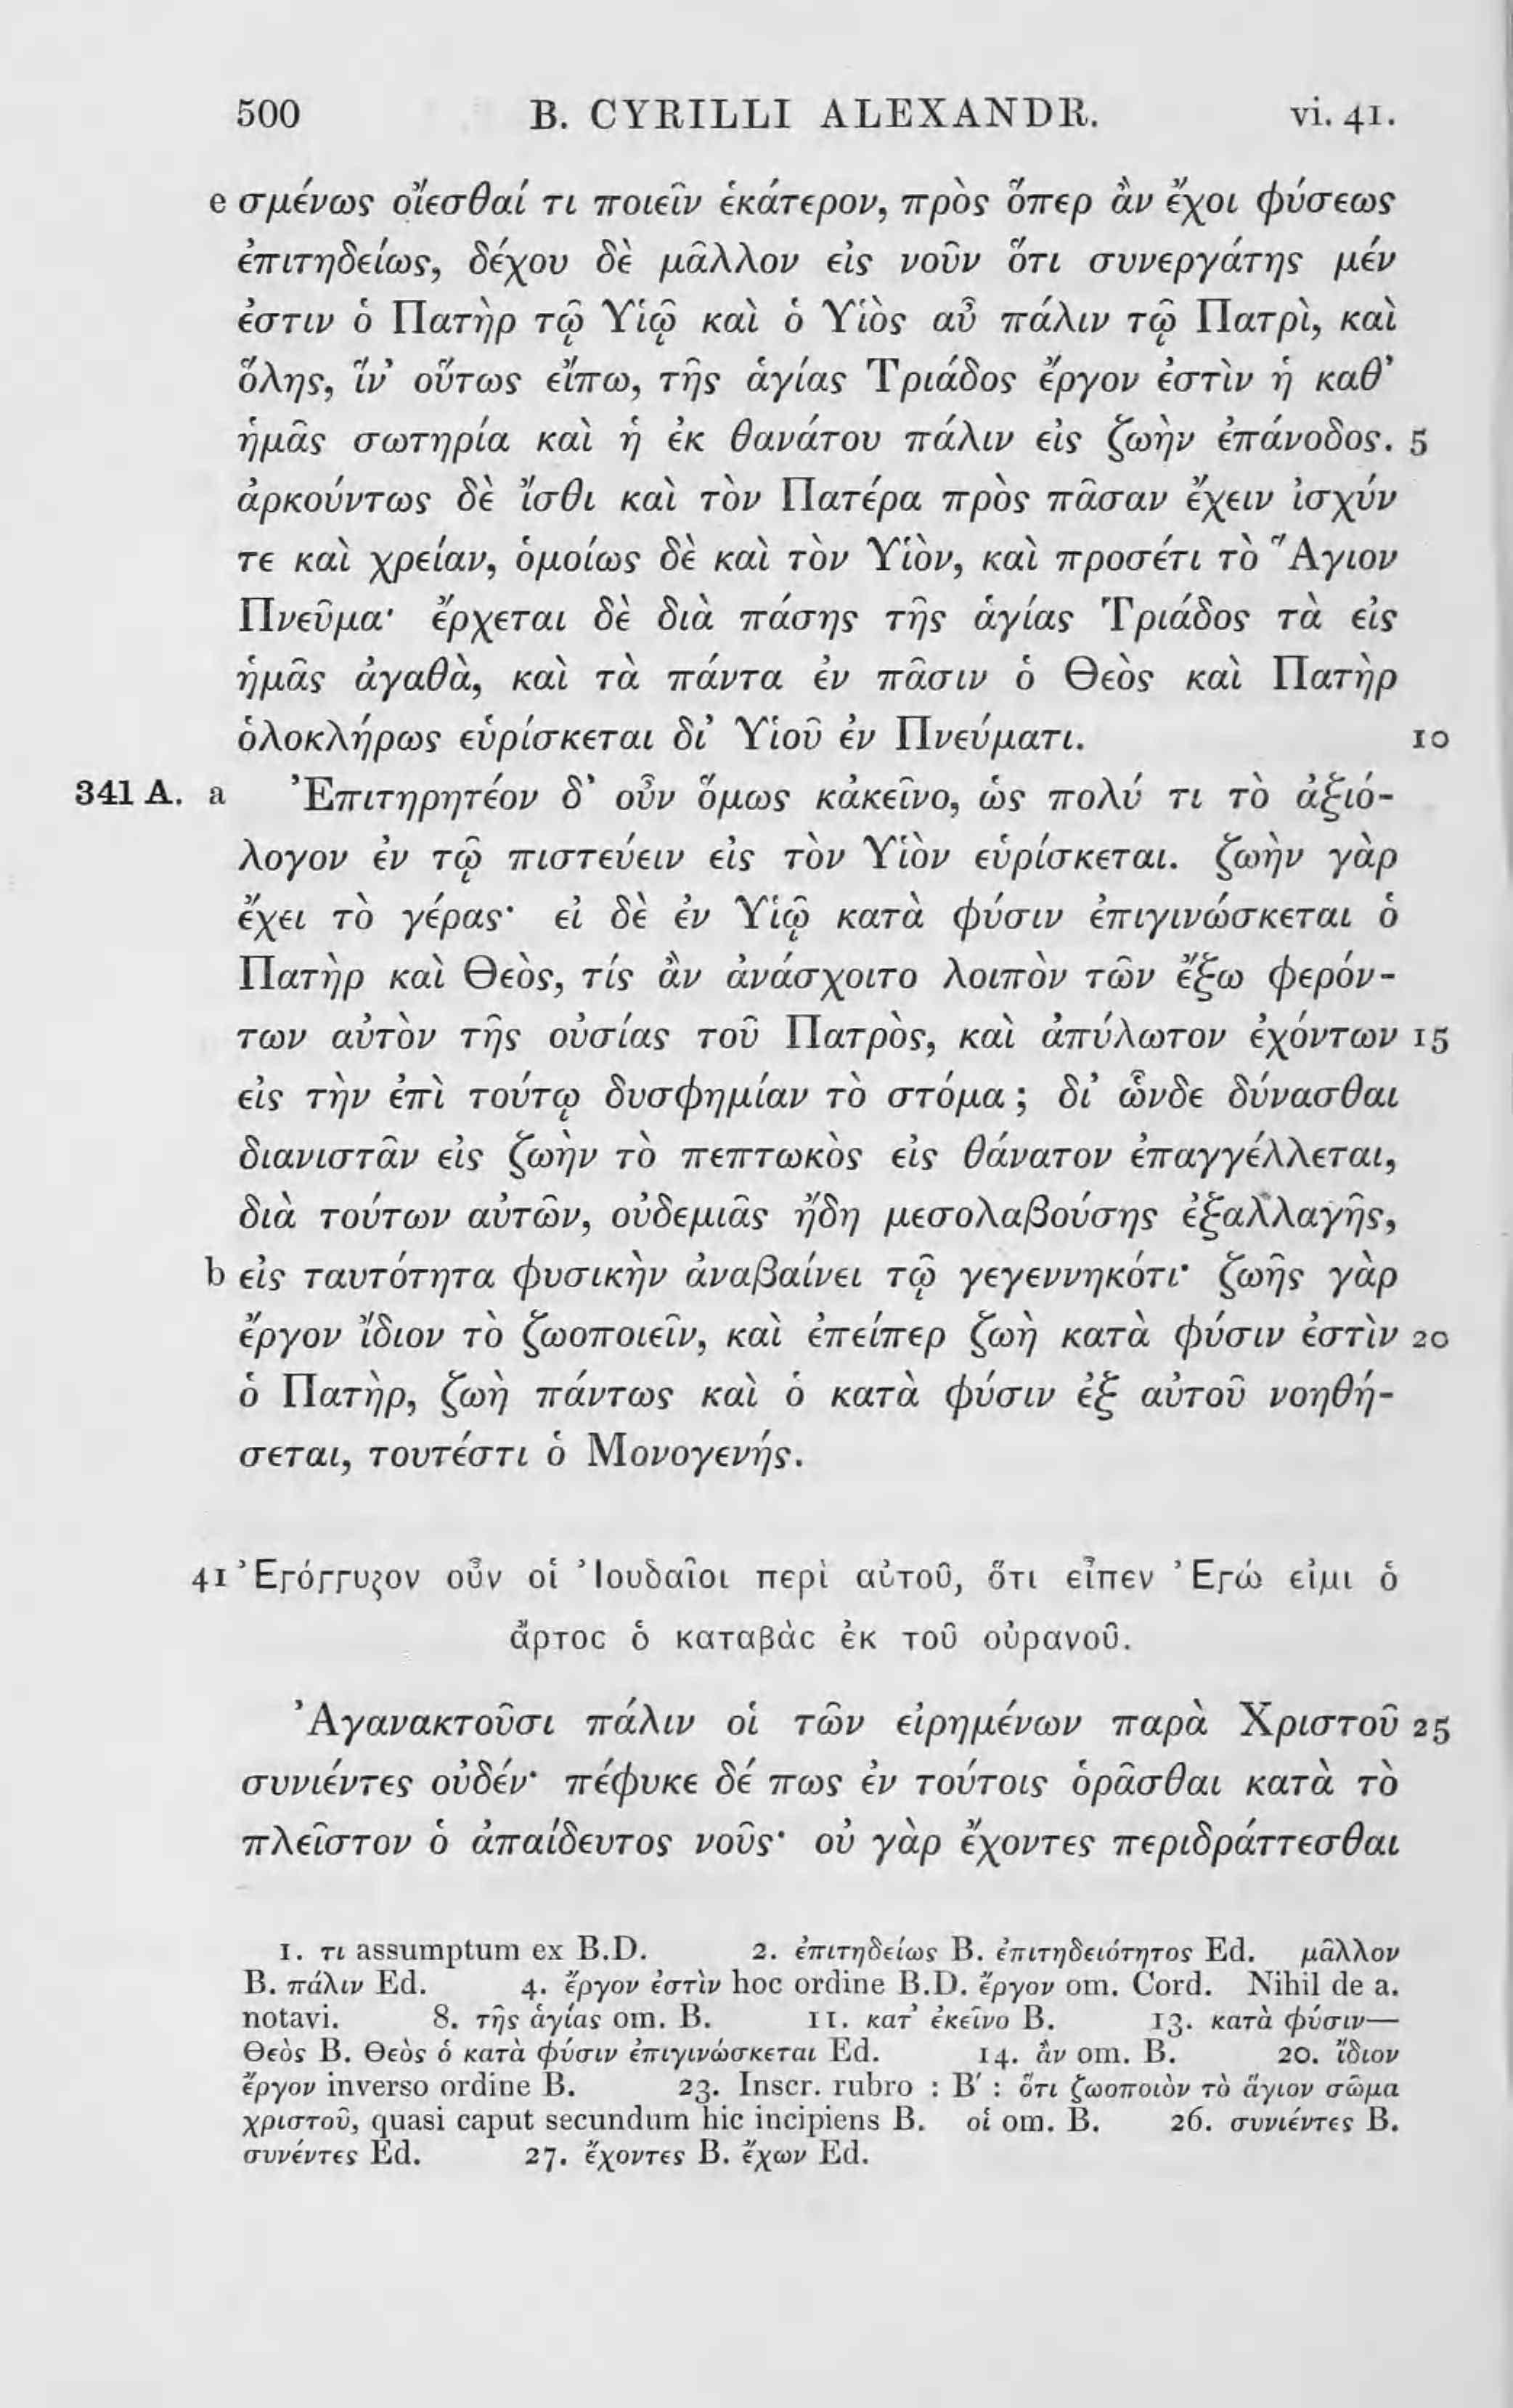 500 B. CYRILLI ALEXANDR. vi. 41.
e σμένως οἴεσθαί τι ποιεῖν ἑκάτερον, πρὸς ὅπερ ἂν ἔχοι φύσεως
ἐπιτηδείως, δέχου δὲ μᾶλλον εἰς νοῦν ὅτι συνεργάτης μέν
ἐστιν ὁ Πατὴρ τῷ Υἱῷ καὶ ὁ Υἱὸς αὖ πάλιν τῷ Πατρὶ, καὶ
ὅλης, ἵν' οὕτως εἴπω, τῆς ἁγίας Τριάδος ἔργον ἐστὶν ἡ καθ'
ἡμᾶς σωτηρία καὶ ἡ ἐκ θανάτου πάλιν εἰς ζωὴν ἐπάνοδος. 5
ἀρκούντως δὲ ἴσθι καὶ τὸν Πατέρα πρὸς πᾶσαν ἔχειν ἰσχύν
τε καὶ χρείαν, ὁμοίως δὲ καὶ τὸν Υἱὸν, καὶ προσέτι τὸ Ἅγιον
Πνεῦμα· ἔρχεται δὲ διὰ πάσης τῆς ἁγίας Τριάδος τὰ εἰς
ἡμᾶς ἀγαθὰ, καὶ τὰ πάντα ἐν πᾶσιν ὁ Θεὸς καὶ Πατὴρ
ὁλοκλήρως εὑρίσκεται δι' Υἱοῦ ἐν Πνεύματι. 10
341 A. a Ἐπιτηρητέον δ' οὖν ὅμως κἀκεῖνο, ὡς πολύ τι τὸ ἀξιό-
λογον ἐν τῷ πιστεύειν εἰς τὸν Υἱὸν εὑρίσκεται. ζωὴν γὰρ
ἔχει τὸ γέρας· εἰ δὲ ἐν Υἱῷ κατὰ φύσιν ἐπιγινώσκεται ὁ
Πατὴρ καὶ Θεὸς, τίς ἂν ἀνάσχοιτο λοιπὸν τῶν ἔξω φερόν-
των αὐτὸν τῆς οὐσίας τοῦ Πατρὸς, καὶ ἀπύλωτον ἐχόντων 15
εἰς τὴν ἐπὶ τούτῳ δυσφημίαν τὸ στόμα; δι' ὧνδε δύνασθαι
διανιστᾶν εἰς ζωὴν τὸ πεπτωκὸς εἰς θάνατον ἐπαγγέλλεται,
διὰ τούτων αὐτῶν, οὐδεμιᾶς ἤδη μεσολαβούσης ἐξαλλαγῆς,
b εἰς ταυτότητα φυσικὴν ἀναβαίνει τῷ γεγεννηκότι· ζωῆς γὰρ
ἔργον ἴδιον τὸ ζωοποιεῖν, καὶ ἐπείπερ ζωὴ κατὰ φύσιν ἐστὶν 20
ὁ Πατὴρ, ζωὴ πάντως καὶ ὁ κατὰ φύσιν ἐξ αὐτοῦ νοηθή-
σεται, τουτέστι ὁ Μονογενής.
41 Ἐγόγγυζον οὖν οἱ Ἰουδαῖοι περὶ αὐτοῦ, ὅτι εἶπεν Ἐγώ εἰμι ὁ
ἄρτος ὁ καταβὰς ἐκ τοῦ οὐρανοῦ.
Ἀγανακτοῦσι πάλιν οἱ τῶν εἰρημένων παρὰ Χριστοῦ 25
συνιέντες οὐδέν· πέφυκε δέ πως ἐν τούτοις ὁρᾶσθαι κατὰ τὸ
πλεῖστον ὁ ἀπαίδευτος νοῦς· οὐ γὰρ ἔχοντες περιδράττεσθαι
1. τι assumptum ex B.D. 2. ἐπιτηδείως B. ἐπιτηδειότητος Ed. μᾶλλον
B. πάλιν Ed. 4. ἔργον ἐστὶν hoc ordine B.D. ἔργον om. Cord. Nihil de a.
notavi. 8. τῆς ἁγίας om. B. 11. κατ' ἐκεῖνο B. 13. κατὰ φύσιν—
Θεὸς B. Θεὸς ὁ κατὰ φύσιν ἐπιγινώσκεται Ed. 14. ἂν om. B. 20. ἴδιον
ἔργον inverso ordine B. 23. Inscr. rubro : B′ : ὅτι ζωοποιὸν τὸ ἅγιον σῶμα
χριστοῦ, quasi caput secundum hic incipiens B. οἱ om. B. 26. συνιέντες B.
συνέντες Ed. 27. ἔχοντες B. ἔχων Ed.